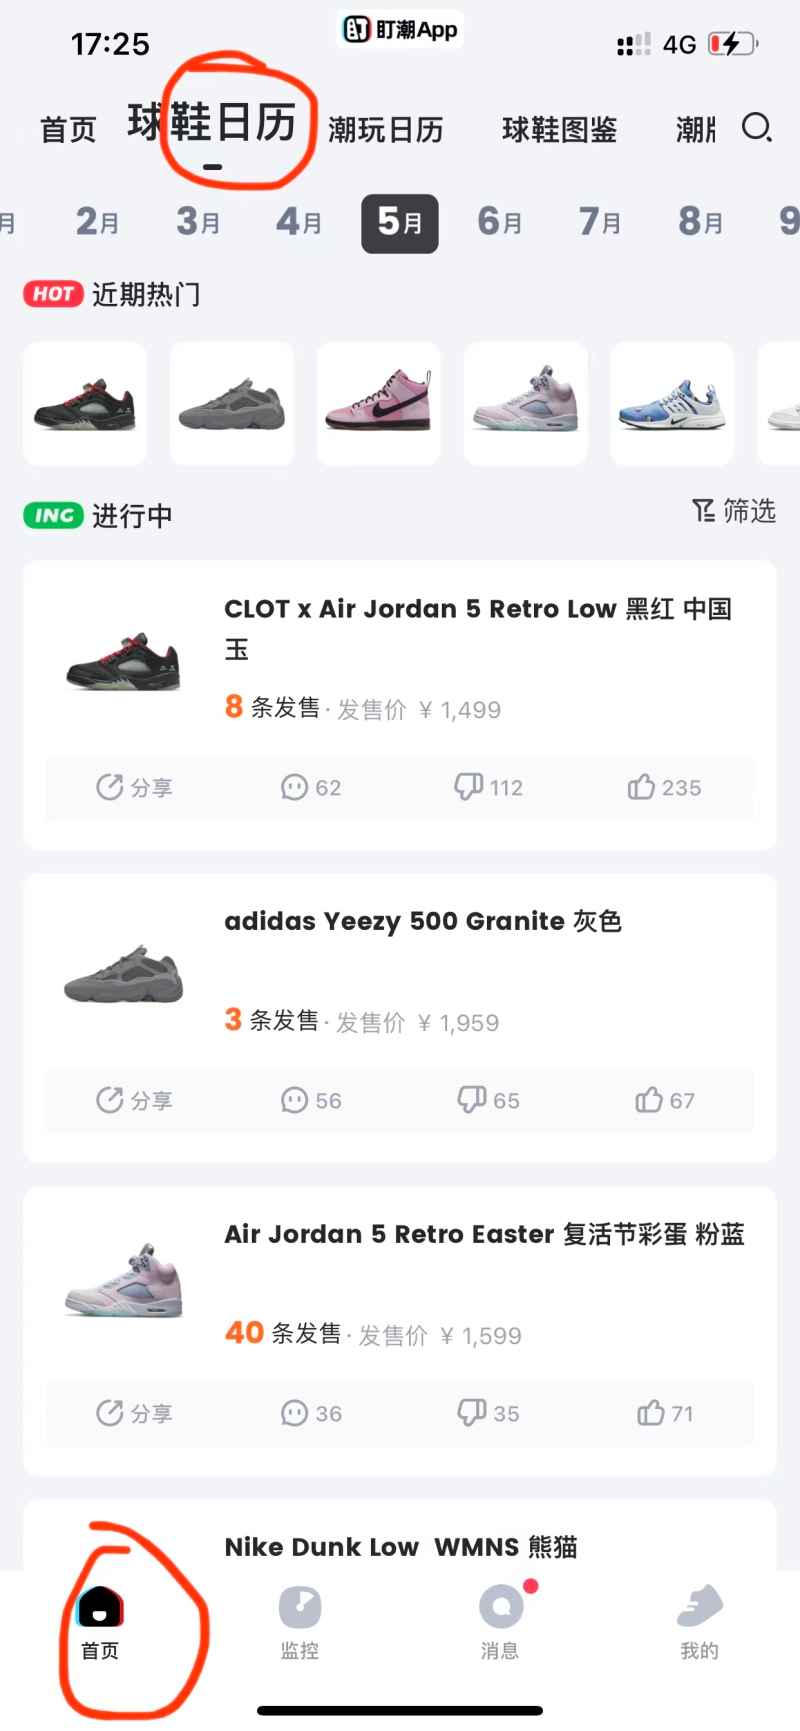 17:25
盯潮App
4G
首页 球鞋日历 潮玩日历 球鞋图鉴 潮牌
月 2月 3月 4月 5月 6月 7月 8月 9
HOT 近期热门
ING 进行中
筛选
CLOT x Air Jordan 5 Retro Low 黑红 中国
玉
8 条发售 · 发售价 ¥ 1,499
分享 62 112 235
adidas Yeezy 500 Granite 灰色
3 条发售 · 发售价 ¥ 1,959
分享 56 65 67
Air Jordan 5 Retro Easter 复活节彩蛋 粉蓝
40 条发售 · 发售价 ¥ 1,599
分享 36 35 71
Nike Dunk Low WMNS 熊猫
首页 监控 消息 我的